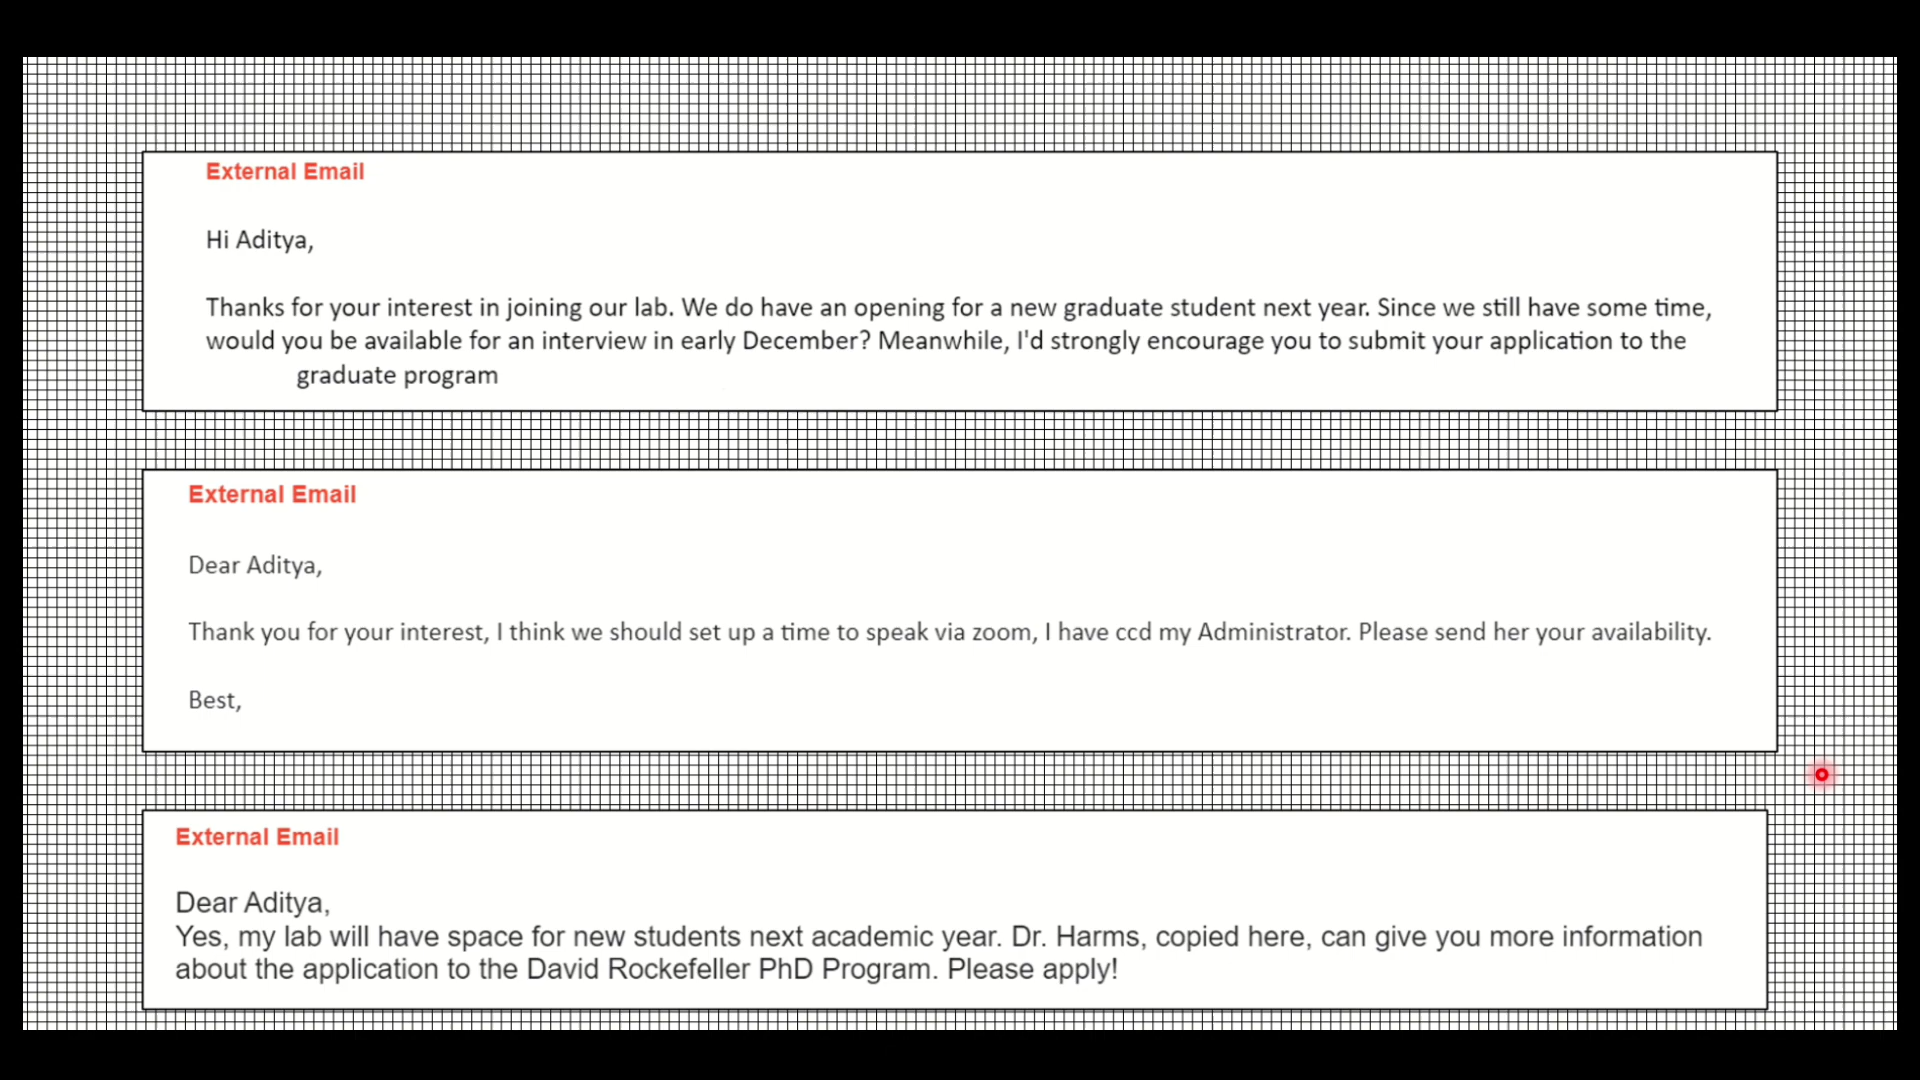 External Email
Hi Aditya,
Thanks for your interest in joining our lab. We do have an opening for a new graduate student next year. Since we still have some time,
would you be available for an interview in early December? Meanwhile, I'd strongly encourage you to submit your application to the
graduate program
External Email
Dear Aditya,
Thank you for your interest, I think we should set up a time to speak via zoom, I have ccd my Administrator. Please send her your availability.
Best,
External Email
Dear Aditya,
Yes, my lab will have space for new students next academic year. Dr. Harms, copied here, can give you more information
about the application to the David Rockefeller PhD Program. Please apply!